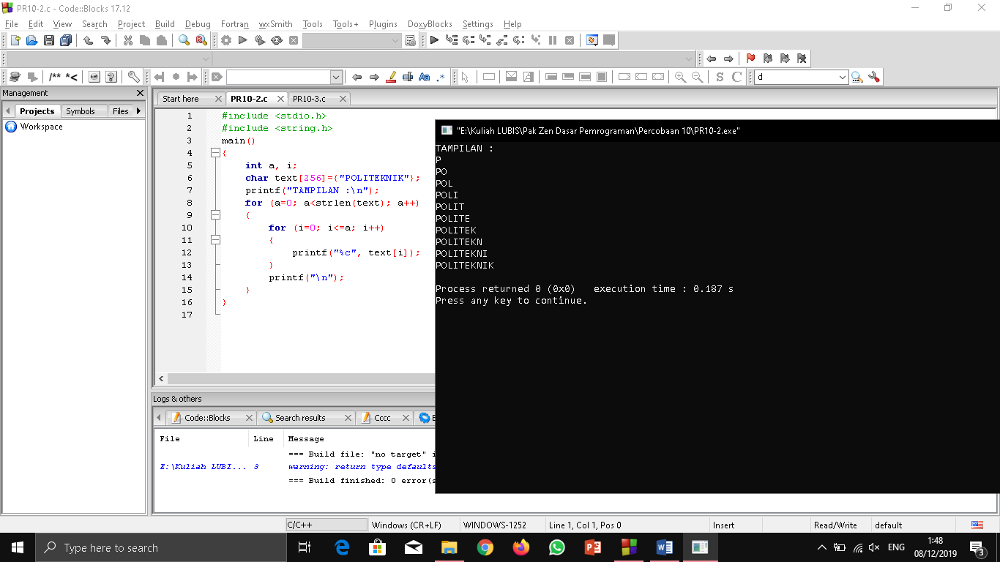 PR10-2.c - Code::Blocks 17.12
File Edit View Search Project Build Debug Fortran wxSmith Tools Tools+ Plugins DoxyBlocks Settings Help
/** *< Aa .* S C d
Management
Projects Symbols Files
Workspace
Start here PR10-2.c PR10-3.c
1 #include <stdio.h>
2 #include <string.h>
3 main()
4 {
5 int a, i;
6 char text[256]={"POLITEKNIK"};
7 printf("TAMPILAN :\n");
8 for (a=0; a<strlen(text); a++)
9 {
10 for (i=0; i<=a; i++)
11 {
12 printf("%c", text[i]);
13 }
14 printf("\n");
15 }
16 }
17
"E:\Kuliah LUBIS\Pak Zen Dasar Pemrograman\Percobaan 10\PR10-2.exe"
TAMPILAN :
P
PO
POL
POLI
POLIT
POLITE
POLITEK
POLITEKN
POLITEKNI
POLITEKNIK
Process returned 0 (0x0) execution time : 0.187 s
Press any key to continue.
Logs & others
Code::Blocks Search results Cccc
File Line Message
=== Build file: "no target" i
E:\Kuliah LUBI... 3 warning: return type defaults
=== Build finished: 0 error(s
C/C++ Windows (CR+LF) WINDOWS-1252 Line 1, Col 1, Pos 0 Insert Read/Write default
Type here to search
ENG
1:48
08/12/2019
3